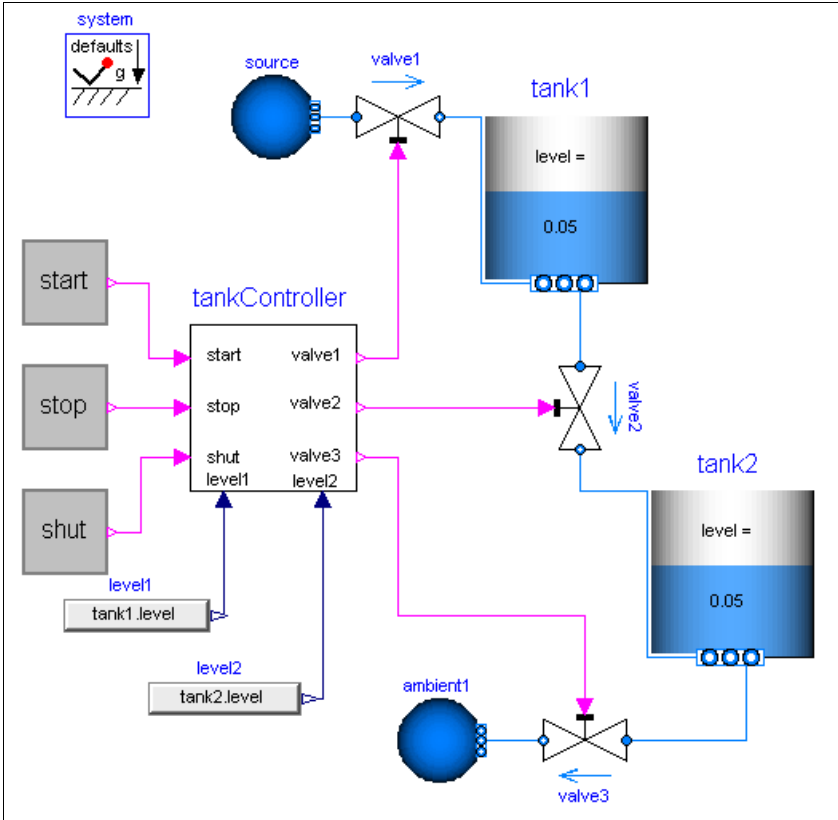 system
defaults
g
source
valve1
tank1
level =
0.05
start
tankController
start
valve1
stop
stop
valve2
valve2
shut
valve3
level1
level2
tank2
shut
level =
level1
0.05
tank1.level
level2
tank2.level
ambient1
valve3